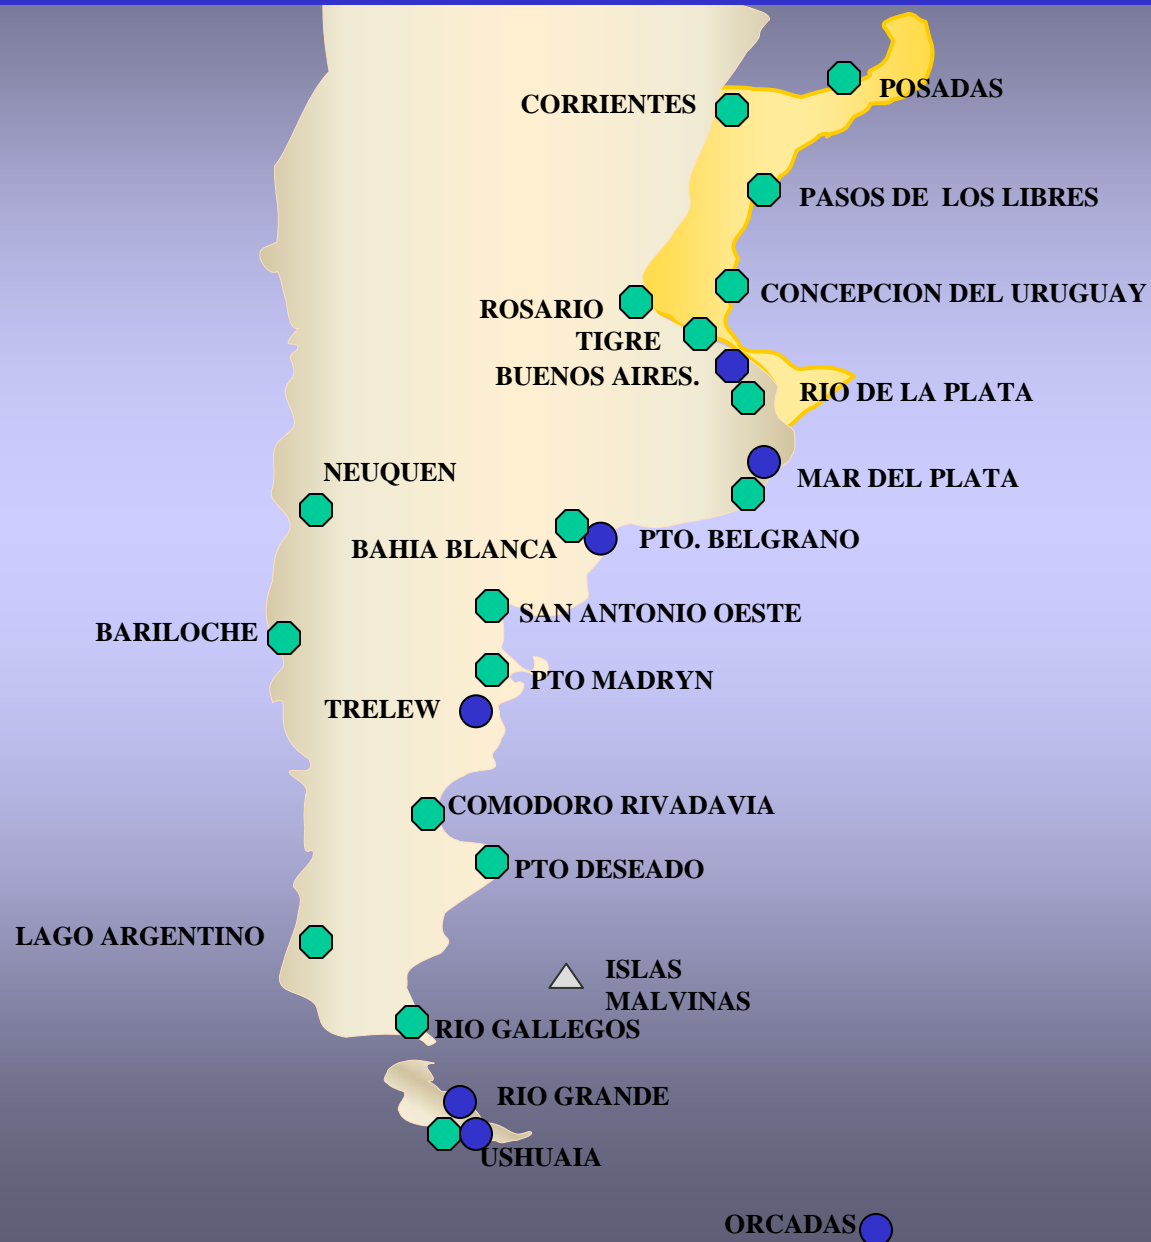 POSADAS
CORRIENTES
PASOS DE LOS LIBRES
CONCEPCION DEL URUGUAY
ROSARIO
TIGRE
BUENOS AIRES.
RIO DE LA PLATA
NEUQUEN
MAR DEL PLATA
PTO. BELGRANO
BAHIA BLANCA
SAN ANTONIO OESTE
BARILOCHE
PTO MADRYN
TRELEW
COMODORO RIVADAVIA
PTO DESEADO
LAGO ARGENTINO
ISLAS
MALVINAS
RIO GALLEGOS
RIO GRANDE
USHUAIA
ORCADAS